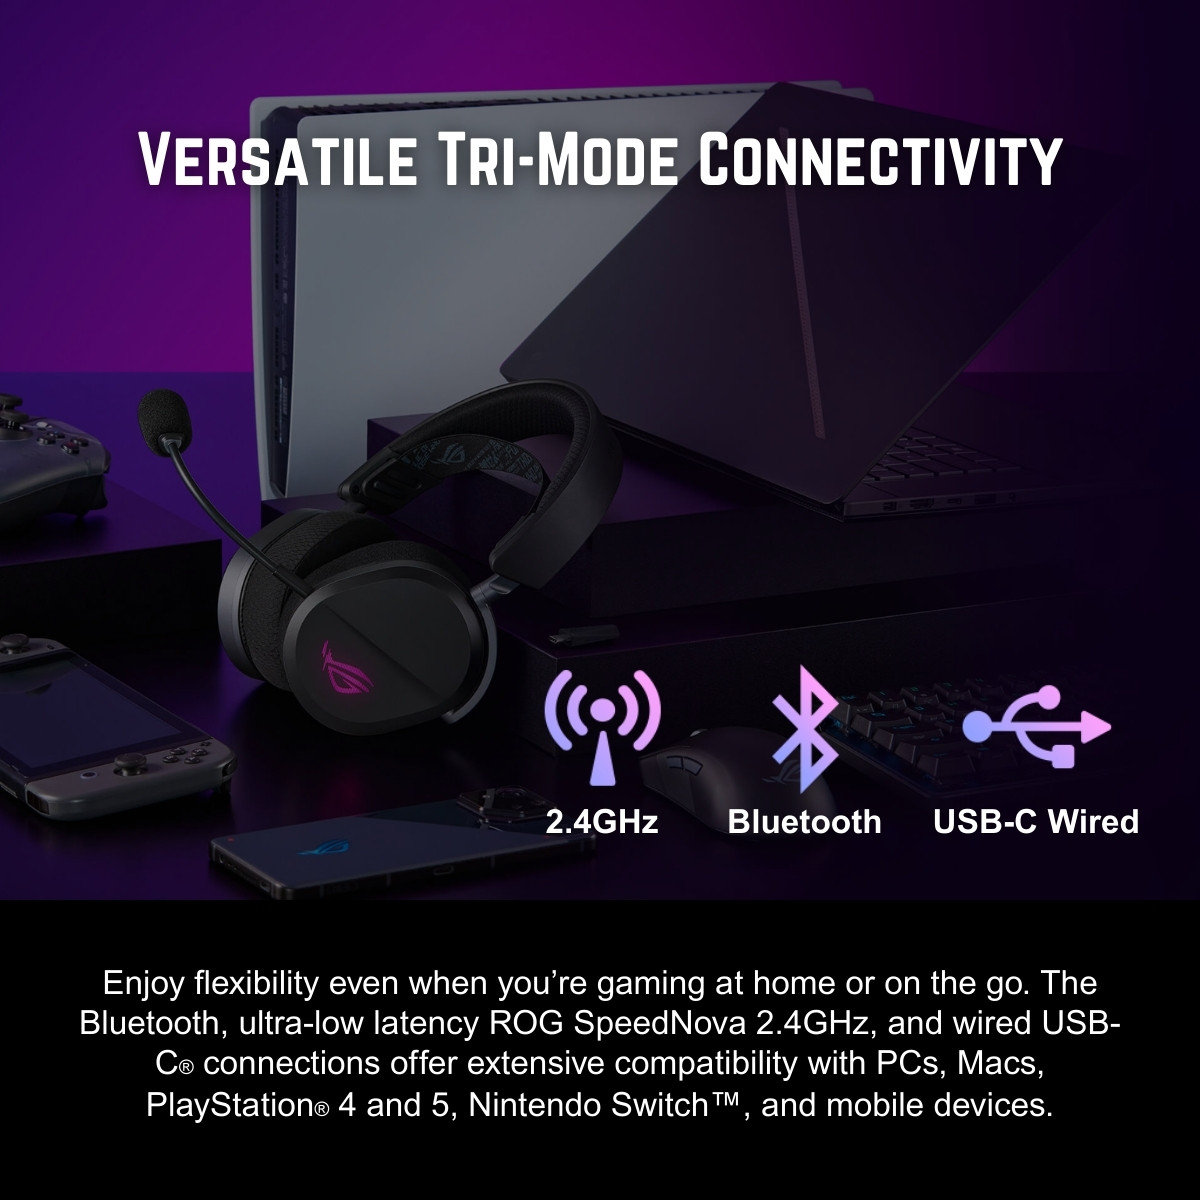 Versatile Tri-Mode Connectivity
2.4GHz
Bluetooth
USB-C Wired
Enjoy flexibility even when you’re gaming at home or on the go. The
Bluetooth, ultra-low latency ROG SpeedNova 2.4GHz, and wired USB-
C® connections offer extensive compatibility with PCs, Macs,
PlayStation® 4 and 5, Nintendo Switch™, and mobile devices.